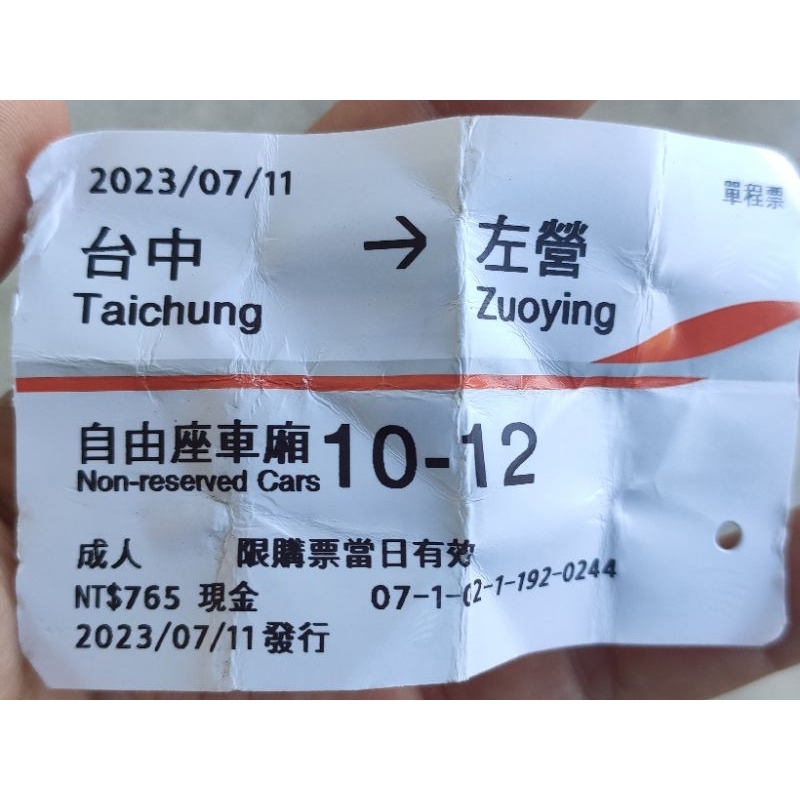 2023/07/11
單程票
台中 → 左營
Taichung Zuoying
自由座車廂 10-12
Non-reserved Cars
成人 限購票當日有效
NT$765 現金 07-1-02-1-192-0244
2023/07/11 發行